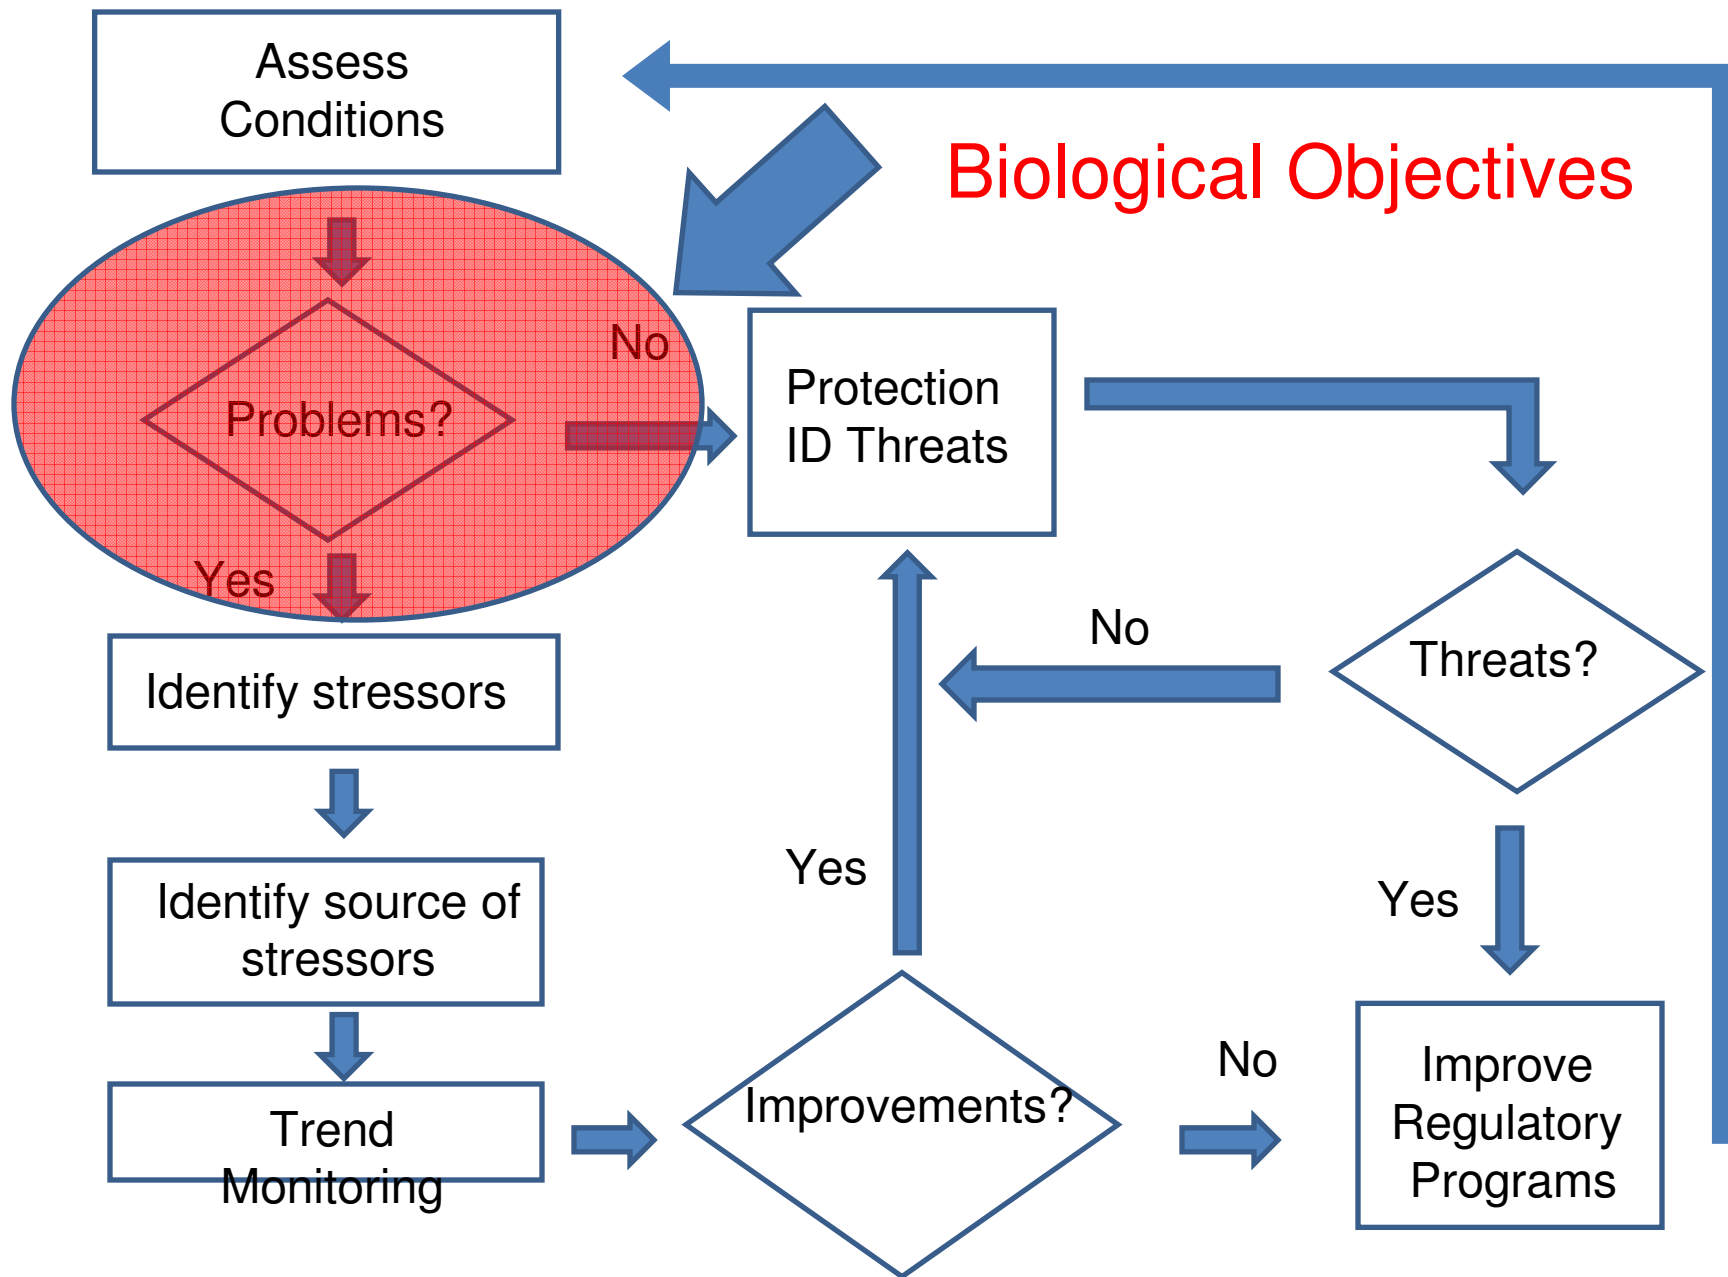 Assess
Conditions
Biological Objectives
No
Problems?
Protection
ID Threats
Yes
No
Threats?
Identify stressors
Yes
Yes
Identify source of
stressors
No
Improvements?
Improve
Regulatory
Programs
Trend
Monitoring